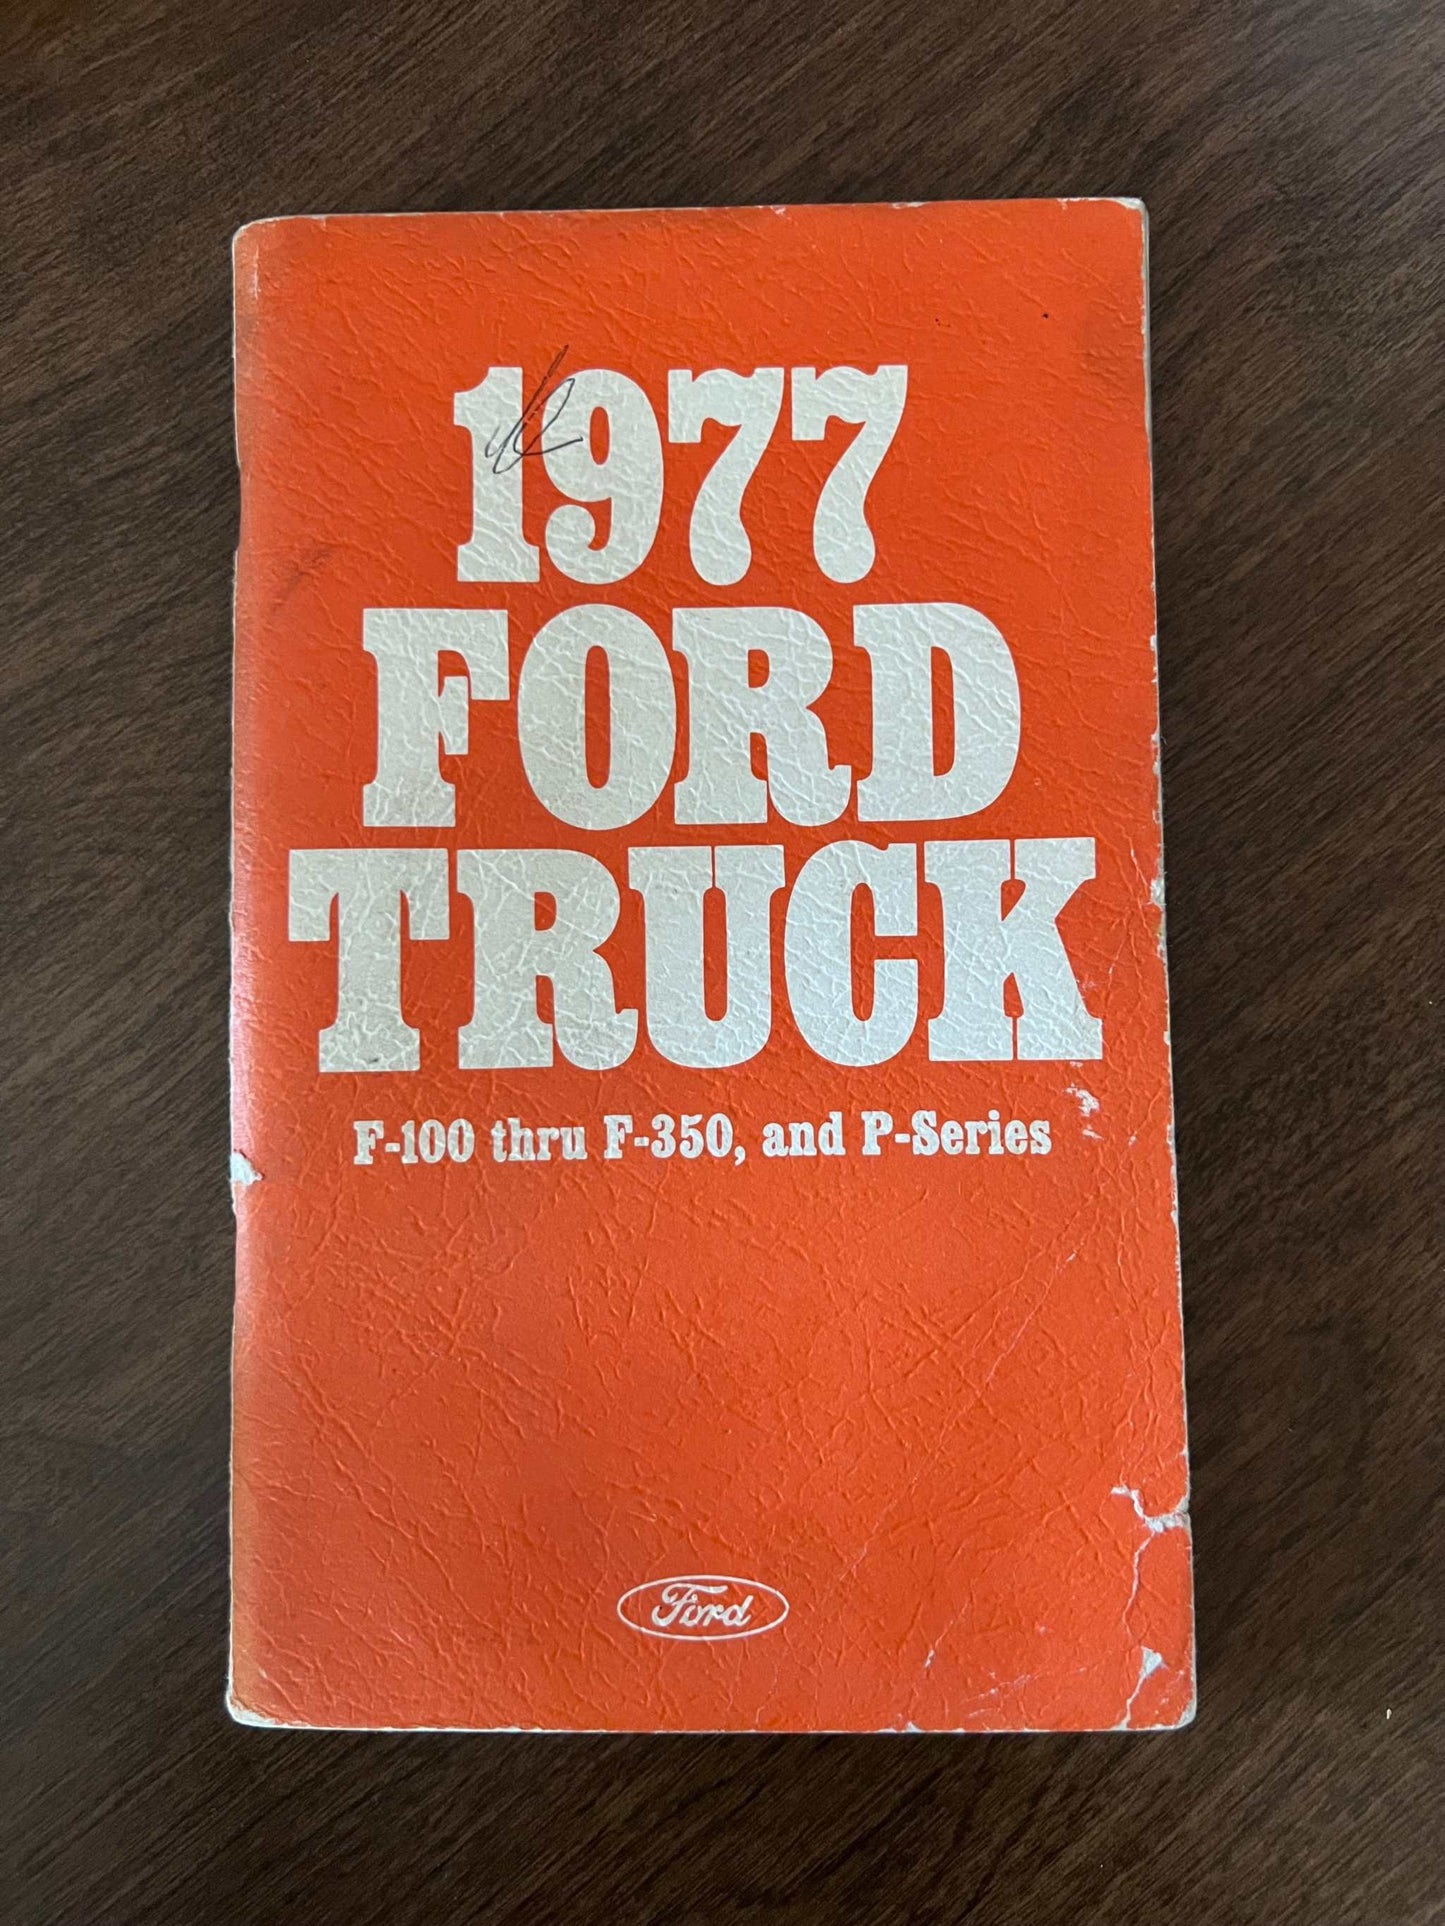 1977
FORD
TRUCK
F-100 thru F-350, and P-Series
Ford